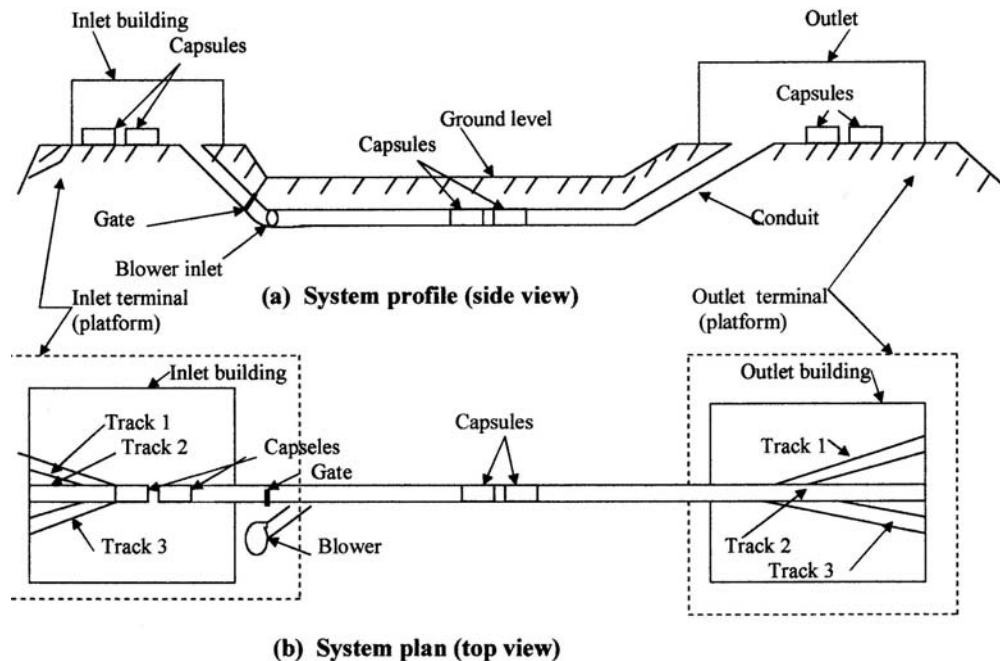 Inlet building
Capsules
Outlet
Capsules
Ground level
Capsules
Gate
Conduit
Blower inlet
(a) System profile (side view)
Inlet terminal
(platform)
Outlet terminal
(platform)
Inlet building
Outlet building
Track 1
Track 2
Capseles
Gate
Capsules
Track 1
Track 3
Blower
Track 2
Track 3
(b) System plan (top view)